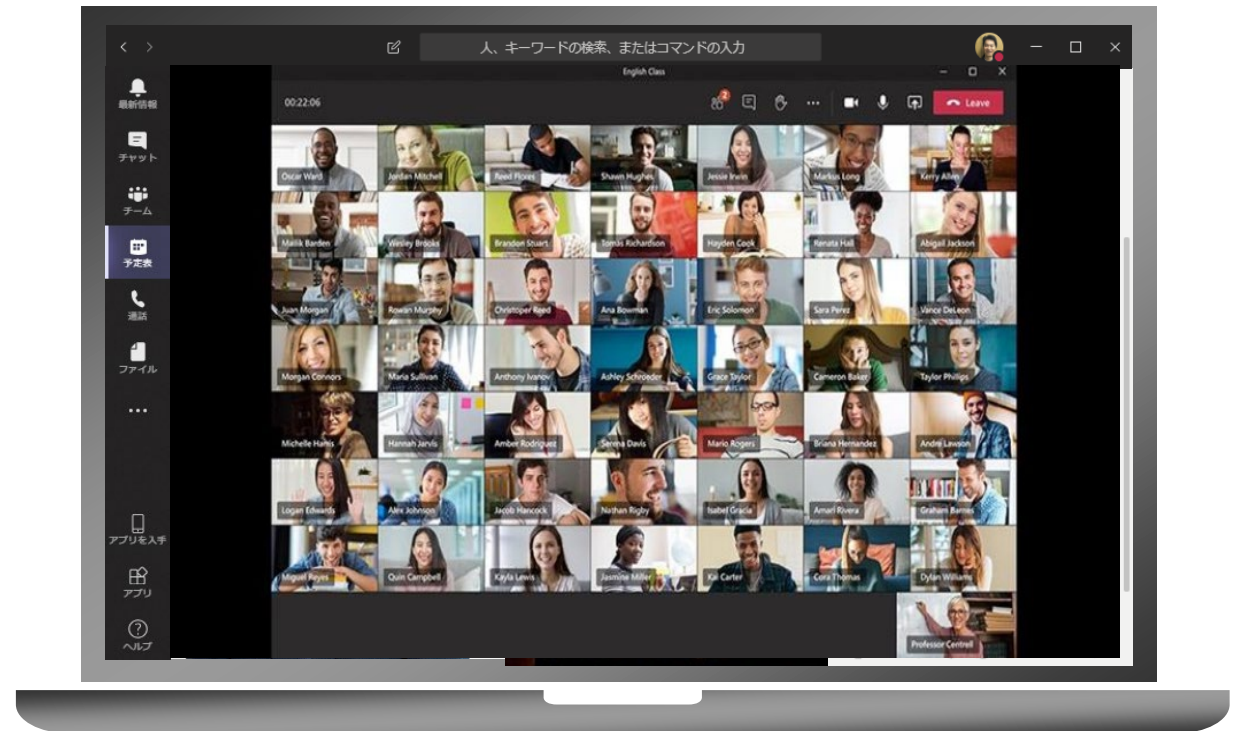 人、キーワードの検索、またはコマンドの入力
最新情報
チャット
チーム
予定表
通話
ファイル
アプリを入手
アプリ
ヘルプ
English Class
00:22:06
2
Leave
Oscar Ward
Jordan Mitchell
Reed Flores
Shawn Hughes
Jessie Irwin
Markus Long
Kerry Allen
Malik Barden
Wesley Brooks
Brandon Stuart
Tomas Richardson
Hayden Cook
Renata Hall
Abigail Jackson
Juan Morgan
Rowan Murphy
Christoper Reed
Ana Bowman
Eric Solomon
Sara Perez
Vance DeLeon
Morgan Connors
Maria Sullivan
Anthony Ivanov
Ashley Schroeder
Grace Taylor
Cameron Baker
Taylor Phillips
Michelle Harris
Hannah Jarvis
Amber Rodriguez
Serena Davis
Mario Rogers
Briana Hernandez
Andre Lawson
Logan Edwards
Alex Johnson
Jacob Hancock
Nathan Rigby
Isabel Gracia
Amari Rivera
Graham Barnes
Miguel Reyes
Quin Campbell
Kayla Lewis
Jasmine Miller
Kai Carter
Cora Thomas
Dylan Williams
Professor Centrell